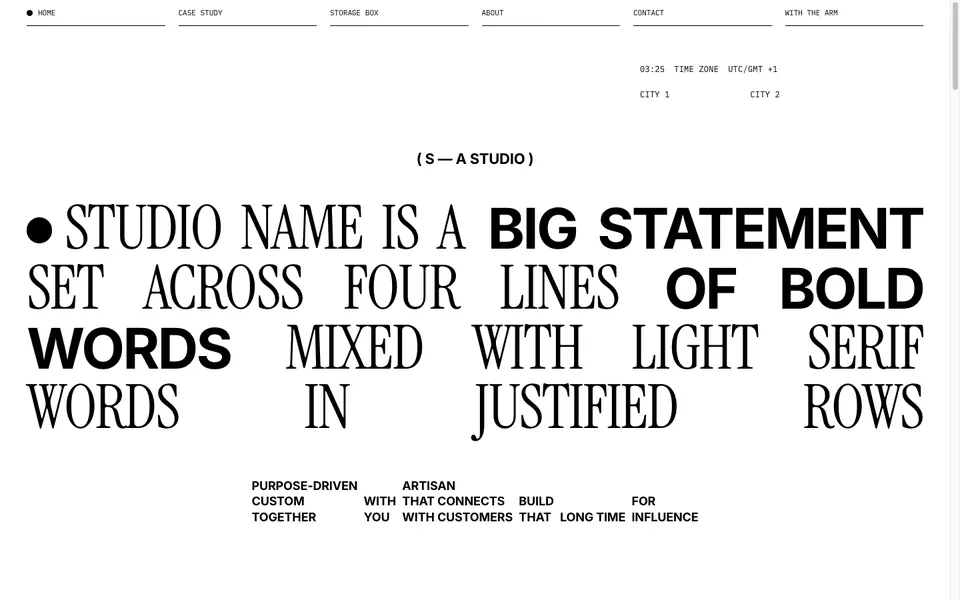 HOME CASE STUDY STORAGE BOX ABOUT CONTACT WITH THE ARM
03:25 TIME ZONE UTC/GMT +1
CITY 1 CITY 2
( S — A STUDIO )
STUDIO NAME IS A BIG STATEMENT
SET ACROSS FOUR LINES OF BOLD
WORDS MIXED WITH LIGHT SERIF
WORDS IN JUSTIFIED ROWS
PURPOSE-DRIVEN ARTISAN
CUSTOM WITH THAT CONNECTS BUILD FOR
TOGETHER YOU WITH CUSTOMERS THAT LONG TIME INFLUENCE